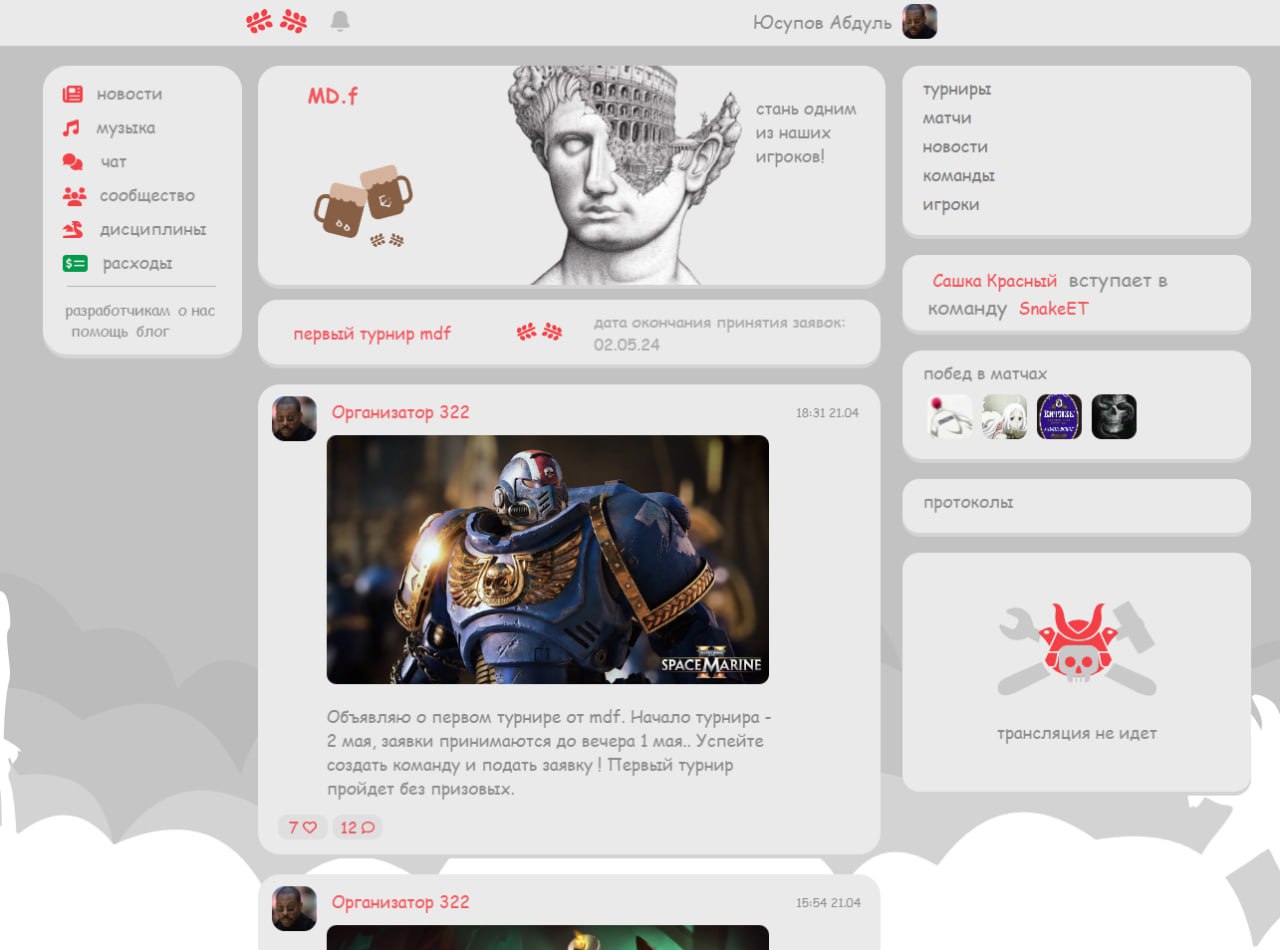 Юсупов Абдуль
новости
музыка
чат
сообщество
дисциплины
расходы
разработчикам о нас
помощь блог
MD.f
стань одним
из наших
игроков!
первый турнир mdf
дата окончания принятия заявок:
02.05.24
Организатор 322
18:31 21.04
SPACE MARINE
Объявляю о первом турнире от mdf. Начало турнира -
2 мая, заявки принимаются до вечера 1 мая.. Успейте
создать команду и подать заявку ! Первый турнир
пройдет без призовых.
7
12
Организатор 322
15:54 21.04
турниры
матчи
новости
команды
игроки
Сашка Красный вступает в
команду SnakeET
побед в матчах
ВИТЯЗЬ
протоколы
трансляция не идет